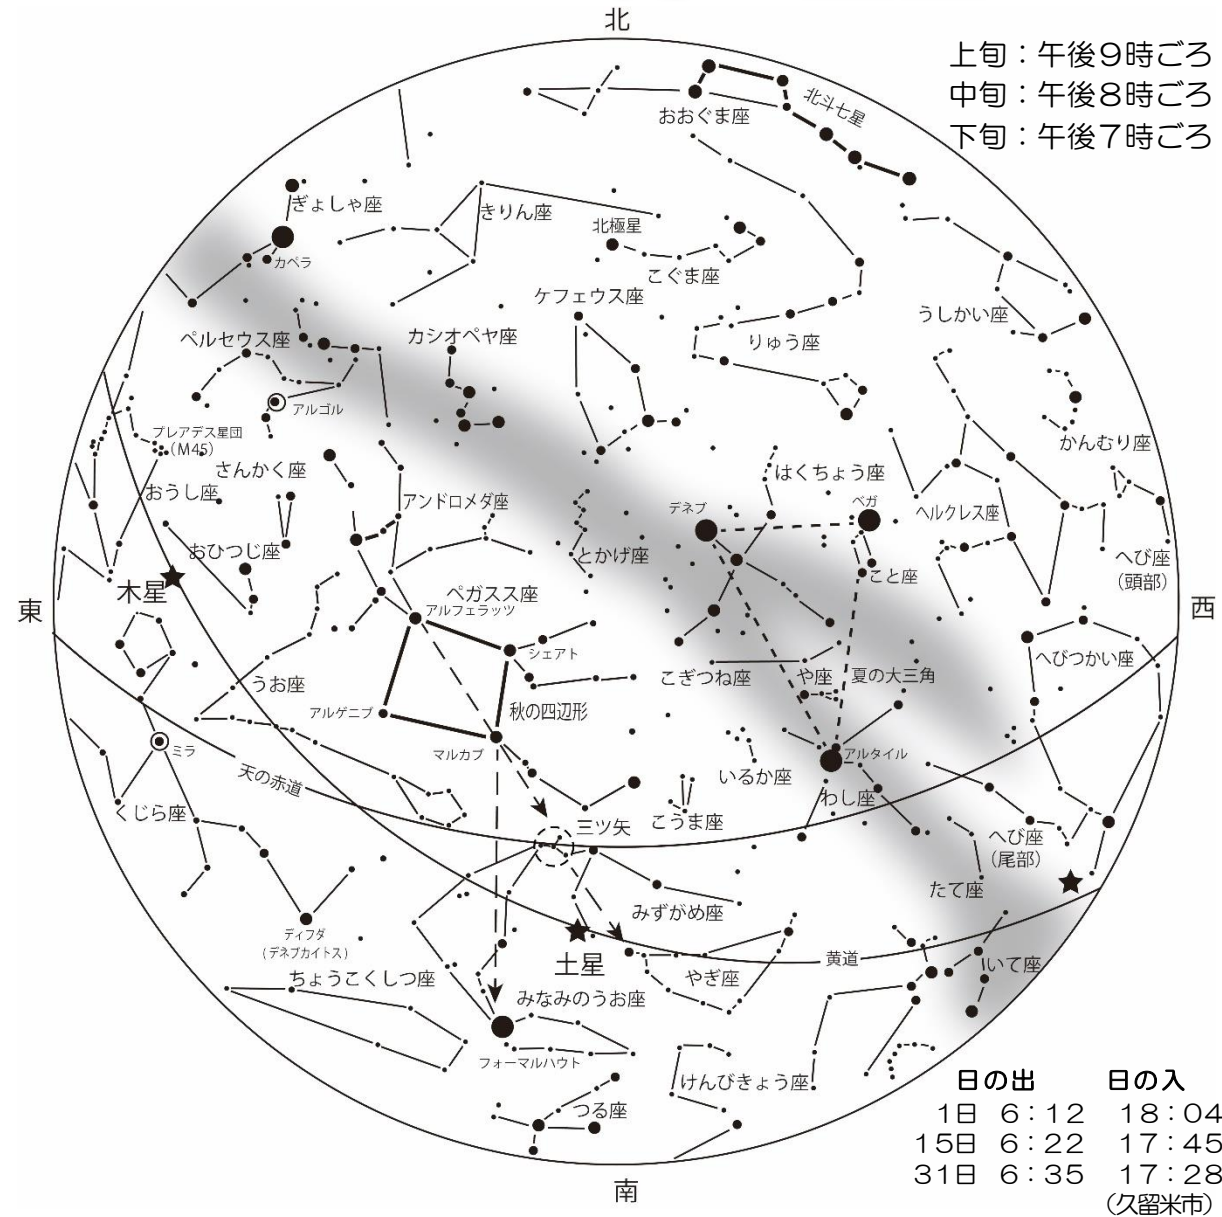 北
上旬：午後9時ごろ
中旬：午後8時ごろ
下旬：午後7時ごろ
おおぐま座
北斗七星
ぎょしゃ座
きりん座
北極星
カペラ
こぐま座
ケフェウス座
うしかい座
ペルセウス座
カシオペヤ座
りゅう座
アルゴル
プレアデス星団
（M45）
かんむり座
さんかく座
はくちょう座
おうし座
アンドロメダ座
デネブ
ベガ
ヘルクレス座
おひつじ座
とかげ座
へび座
（頭部）
こと座
木星
ペガスス座
アルフェラッツ
東
西
シェアト
へびつかい座
うお座
こぎつね座
や座
夏の大三角
アルゲニブ
秋の四辺形
ミラ
マルカブ
アルタイル
天の赤道
いるか座
わし座
くじら座
三ツ矢
こうま座
へび座
（尾部）
たて座
みずがめ座
ディフダ
（デネブカイトス）
黄道
土星
ちょうこくしつ座
やぎ座
いて座
みなみのうお座
フォーマルハウト
けんびきょう座
つる座
南
日の出　日の入
1日 6：12　18：04
15日 6：22　17：45
31日 6：35　17：28
（久留米市）